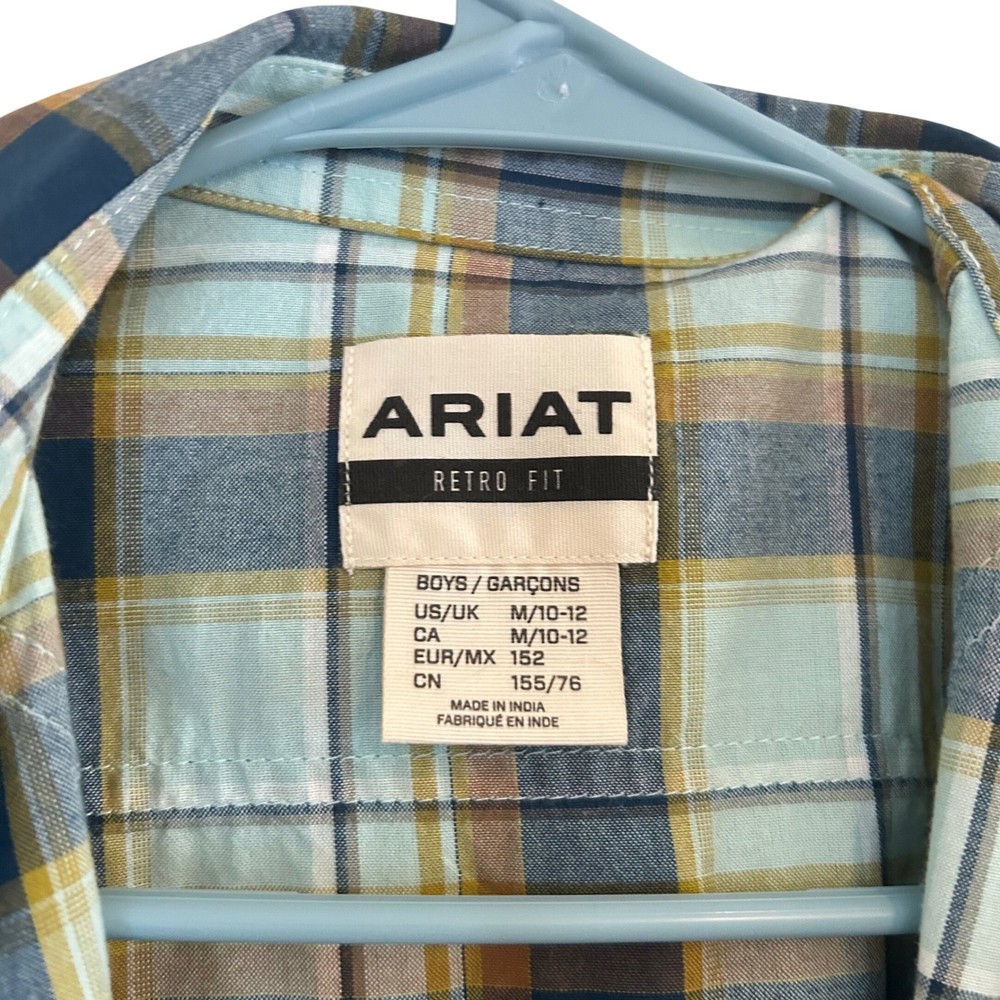 ARIAT
RETRO FIT
BOYS / GARÇONS
US/UK M/10-12
CA M/10-12
EUR/MX 152
CN 155/76
MADE IN INDIA
FABRIQUÉ EN INDE